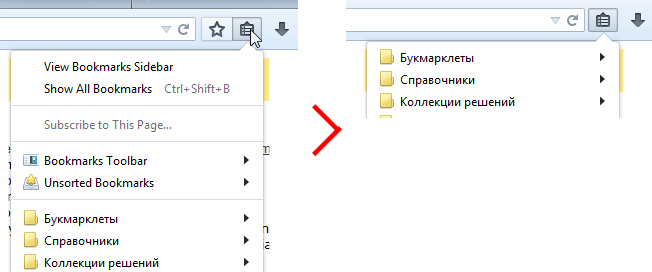 View Bookmarks Sidebar
Show All Bookmarks Ctrl+Shift+B
Subscribe to This Page...
Bookmarks Toolbar
Unsorted Bookmarks
Букмарклеты
Справочники
Коллекции решений
Букмарклеты
Справочники
Коллекции решений